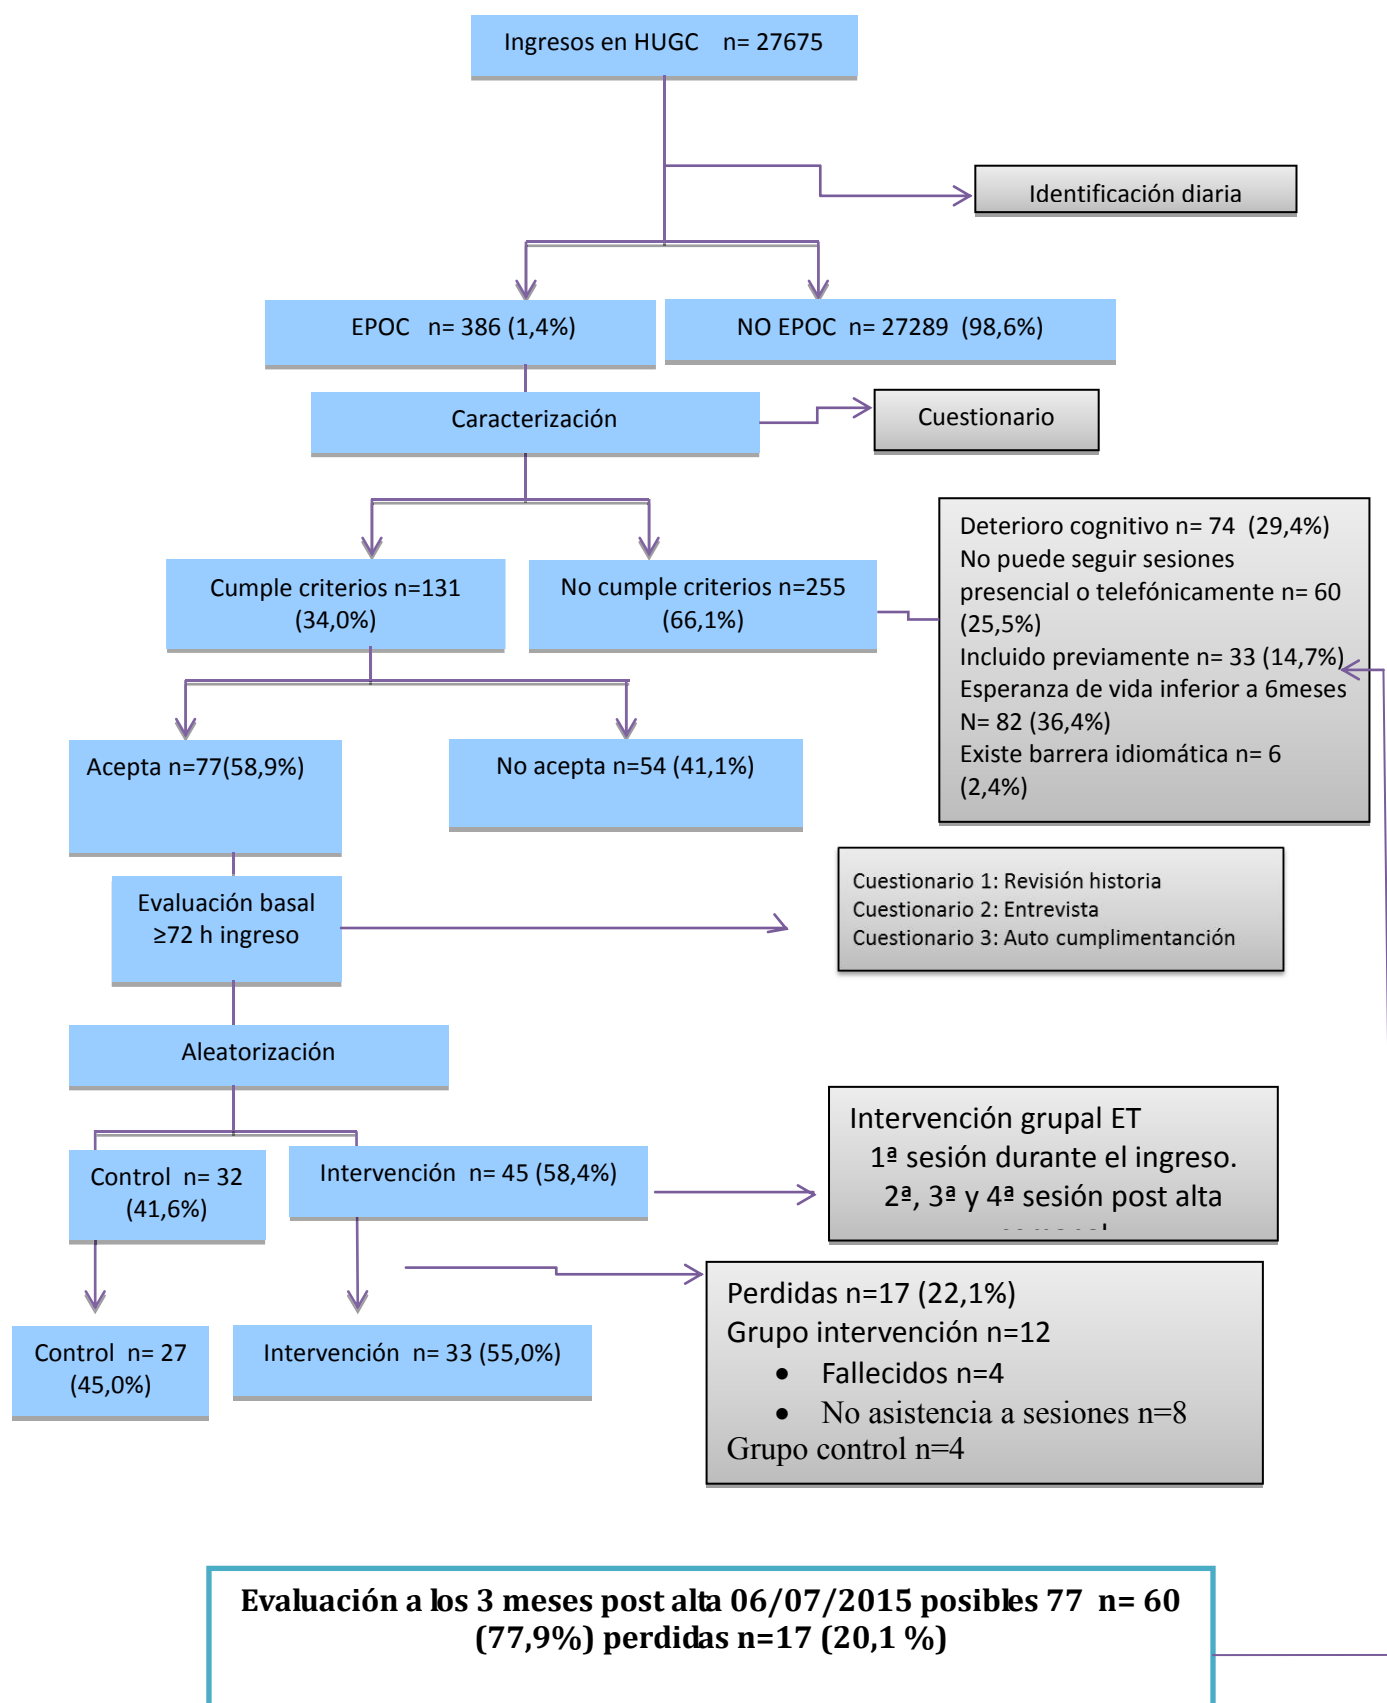 Ingresos en HUGC n= 27675
Identificación diaria
EPOC n= 386 (1,4%)
NO EPOC n= 27289 (98,6%)
Caracterización
Cuestionario
Cumple criterios n=131
(34,0%)
No cumple criterios n=255
(66,1%)
Deterioro cognitivo n= 74 (29,4%)
No puede seguir sesiones
presencial o telefónicamente n= 60
(25,5%)
Incluido previamente n= 33 (14,7%)
Esperanza de vida inferior a 6meses
N= 82 (36,4%)
Existe barrera idiomática n= 6
(2,4%)
Acepta n=77(58,9%)
No acepta n=54 (41,1%)
Evaluación basal
≥72 h ingreso
Cuestionario 1: Revisión historia
Cuestionario 2: Entrevista
Cuestionario 3: Auto cumplimentanción
Aleatorización
Control n= 32
(41,6%)
Intervención n= 45 (58,4%)
Intervención grupal ET
1ª sesión durante el ingreso.
2ª, 3ª y 4ª sesión post alta
Control n= 27
(45,0%)
Intervención n= 33 (55,0%)
Perdidas n=17 (22,1%)
Grupo intervención n=12
• Fallecidos n=4
• No asistencia a sesiones n=8
Grupo control n=4
Evaluación a los 3 meses post alta 06/07/2015 posibles 77 n= 60
(77,9%) perdidas n=17 (20,1 %)